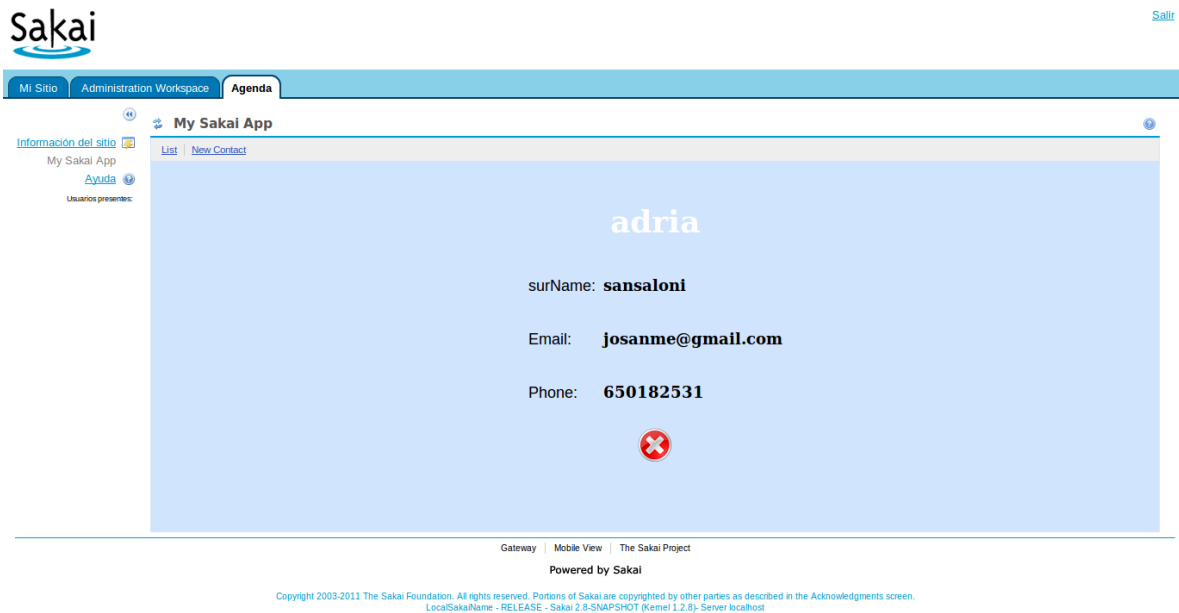 Sakai
Salir
Mi Sitio Administration Workspace Agenda
My Sakai App
Información del sitio
List New Contact
My Sakai App
Ayuda
Usuarios presentes:
adria
surName: sansaloni
Email: josanme@gmail.com
Phone: 650182531
Gateway Mobile View The Sakai Project
Powered by Sakai
Copyright 2003-2011 The Sakai Foundation. All rights reserved. Portions of Sakai are copyrighted by other parties as described in the Acknowledgments screen.
LocalSakaiName - RELEASE - Sakai 2.8-SNAPSHOT (Kernel 1.2.8)- Server localhost